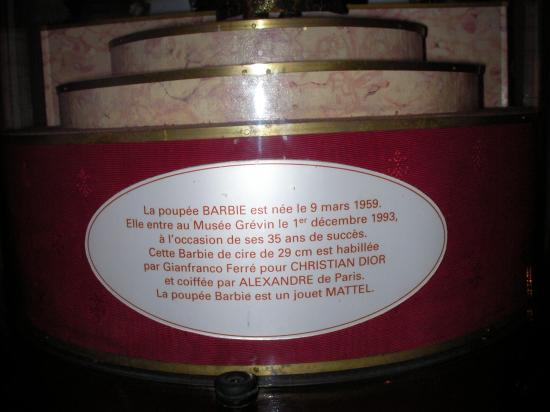 La poupée BARBIE est née le 9 mars 1959.
Elle entre au Musée Grévin le 1er décembre 1993,
à l'occasion de ses 35 ans de succès.
Cette Barbie de cire de 29 cm est habillée
par Gianfranco Ferré pour CHRISTIAN DIOR
et coiffée par ALEXANDRE de Paris.
La poupée Barbie est un jouet MATTEL.